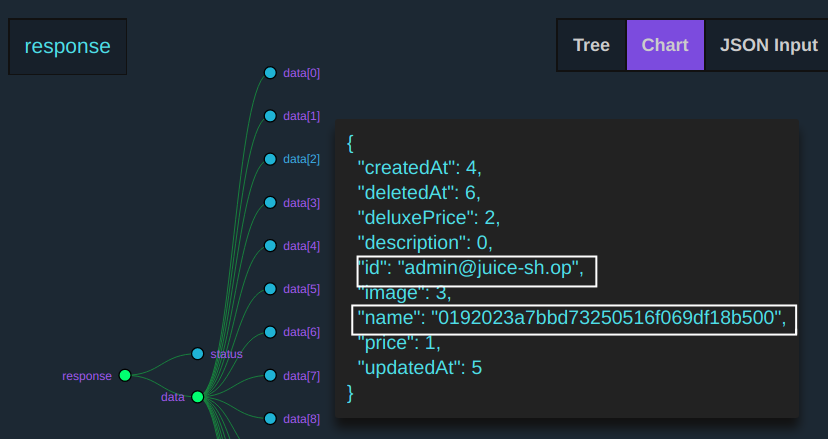 response
Tree Chart JSON Input
data[0]
data[1]
data[2]
data[3]
data[4]
data[5]
data[6]
status
response
data[7]
data
data[8]
{
"createdAt": 4,
"deletedAt": 6,
"deluxePrice": 2,
"description": 0,
"id": "admin@juice-sh.op",
"image": 3,
"name": "0192023a7bbd73250516f069df18b500",
"price": 1,
"updatedAt": 5
}